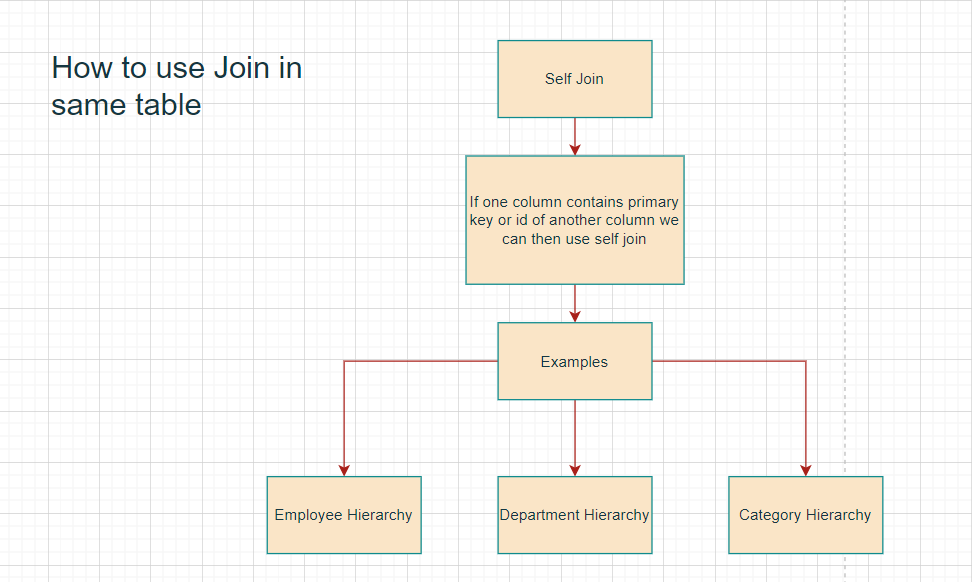 How to use Join in
same table
Self Join
If one column contains primary
key or id of another column we
can then use self join
Examples
Employee Hierarchy
Department Hierarchy
Category Hierarchy